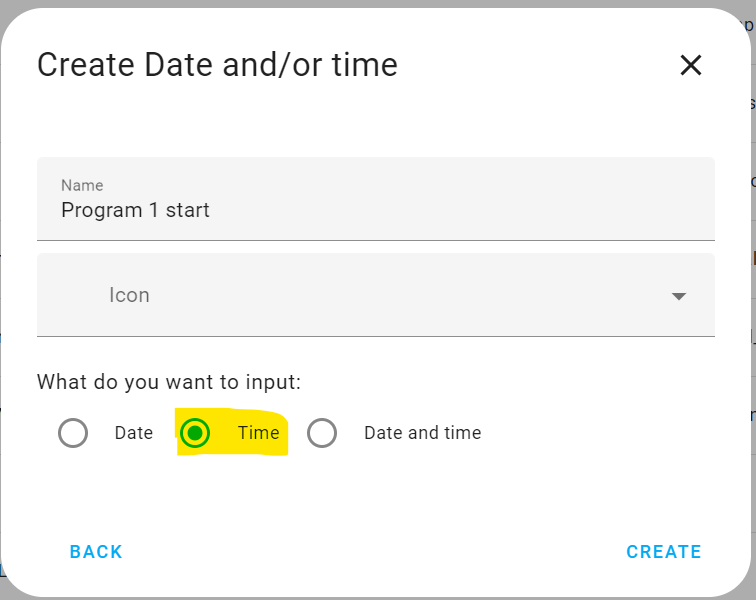 Create Date and/or time
Name
Program 1 start
Icon
What do you want to input:
Date Time Date and time
BACK CREATE